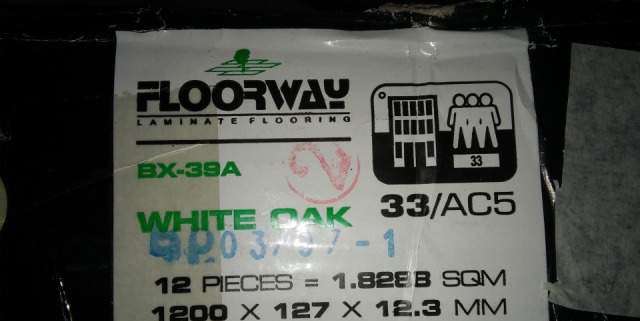 FLOORWAY
LAMINATE FLOORING
BX-39A
2
33
33/AC5
WHITE OAK
12 PIECES = 1.8288 SQM
1200 X 127 X 12.3 MM